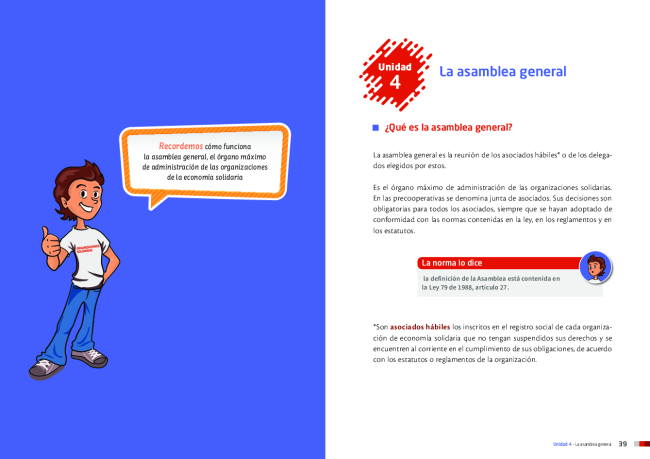 Recordemos cómo funciona
la asamblea general, el órgano máximo
de administración de las organizaciones
de la economía solidaria
Unidad
4
La asamblea general
¿Qué es la asamblea general?
La asamblea general es la reunión de los asociados hábiles* o de los delega-
dos elegidos por estos.
Es el órgano máximo de administración de las organizaciones solidarias.
En las precooperativas se denomina junta de asociados. Sus decisiones son
obligatorias para todos los asociados, siempre que se hayan adoptado de
conformidad con las normas contenidas en la ley, en los reglamentos y en
los estatutos.
La norma lo dice
la definición de la Asamblea está contenida en
la Ley 79 de 1988, artículo 27.
*Son asociados hábiles los inscritos en el registro social de cada organiza-
ción de economía solidaria que no tengan suspendidos sus derechos y se
encuentren al corriente en el cumplimiento de sus obligaciones, de acuerdo
con los estatutos o reglamentos de la organización.
Unidad 4 - La asamblea general 39